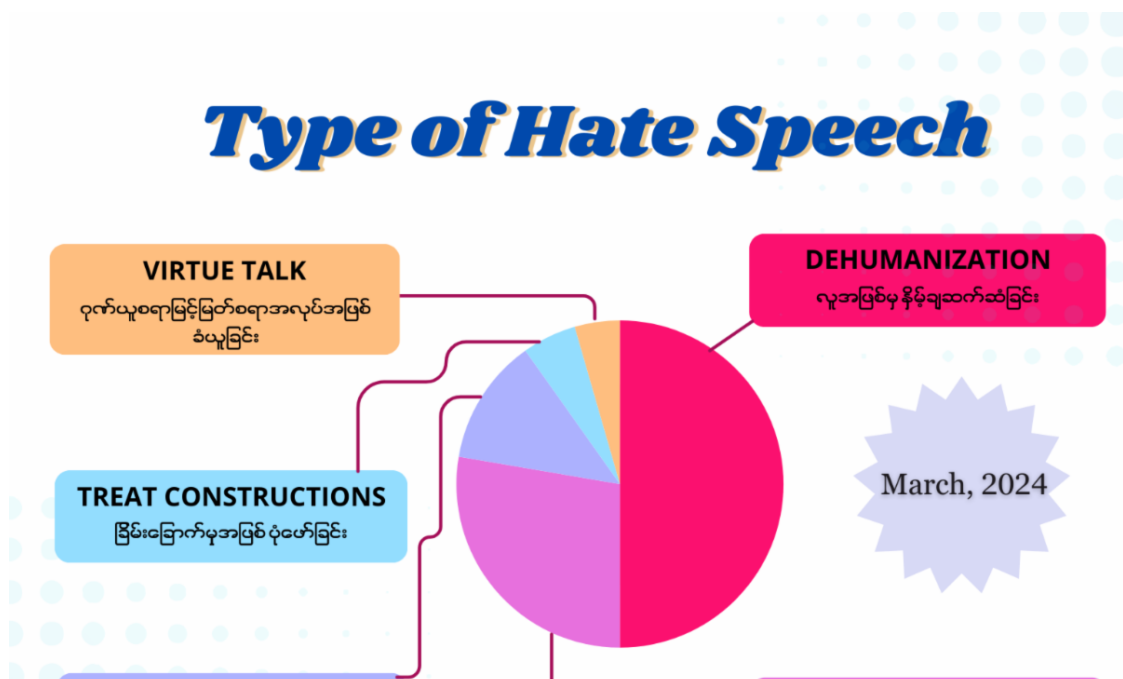 Type of Hate Speech
VIRTUE TALK
ဂုဏ်ယူစရာမြင့်မြတ်စရာအလုပ်အဖြစ်
ခံယူခြင်း
DEHUMANIZATION
လူအဖြစ်မှ နှိမ့်ချဆက်ဆံခြင်း
TREAT CONSTRUCTIONS
ခြိမ်းခြောက်မှုအဖြစ် ပုံဖော်ခြင်း
March, 2024